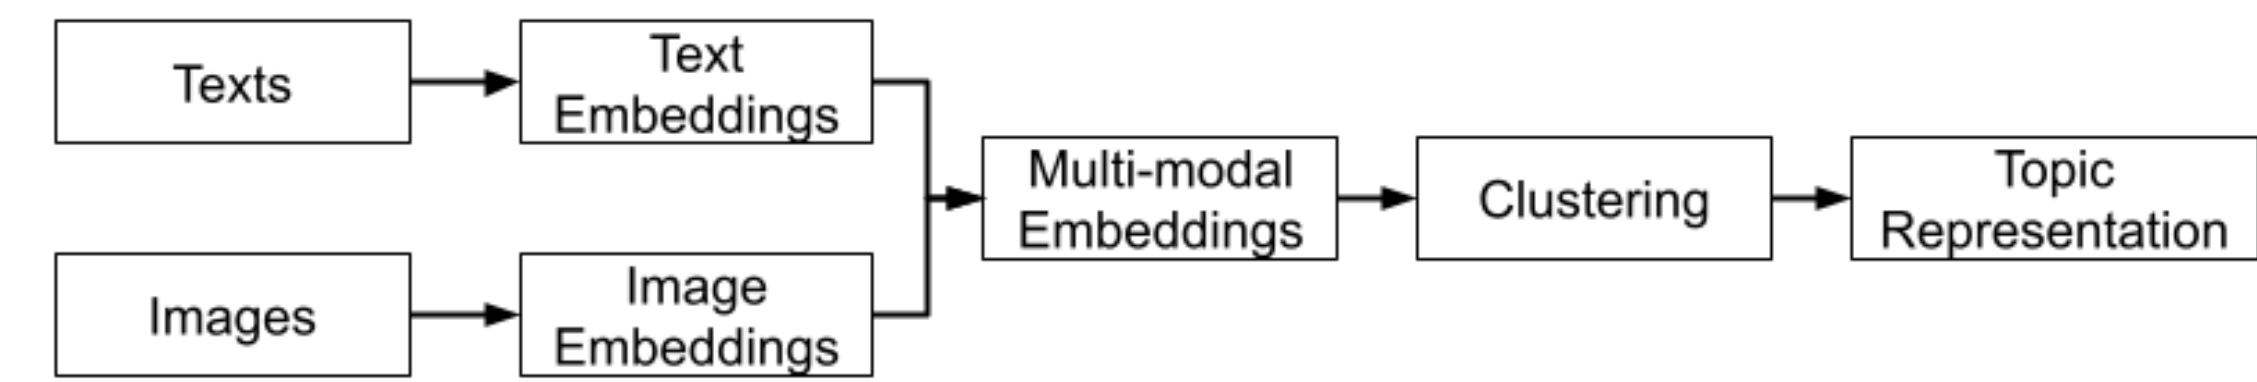 Texts
Text
Embeddings
Images
Image
Embeddings
Multi-modal
Embeddings
Clustering
Topic
Representation